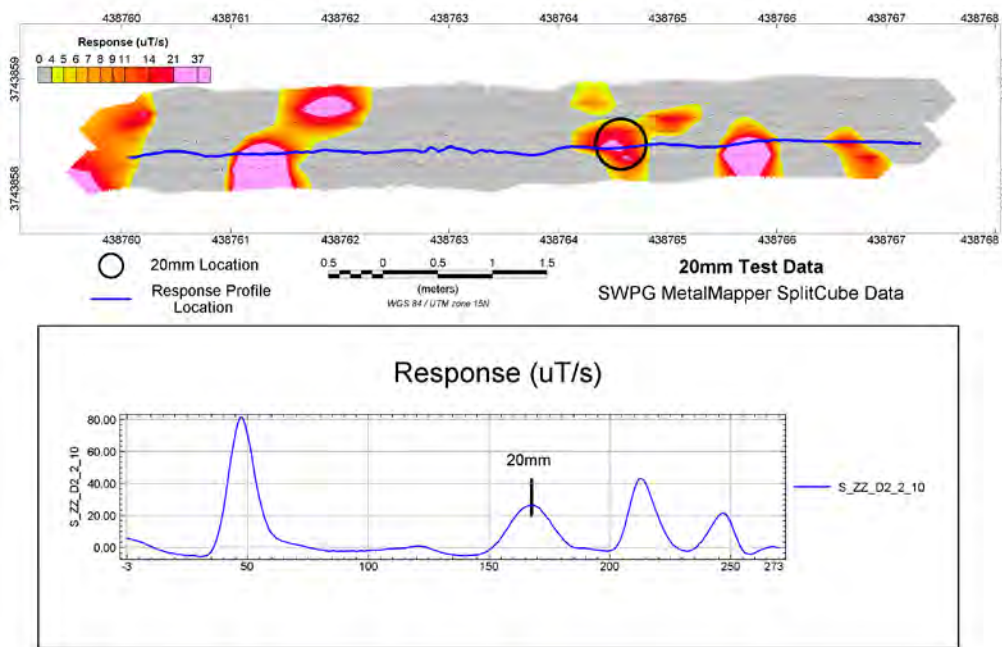 438760 438761 438762 438763 438764 438765 438766 438767 438768
Response (uT/s)
0 4 5 6 7 8 9 11 14 21 37
3743859
3743858
438760 438761 438762 438763 438764 438765 438766 438767 438768
20mm Location
Response Profile
Location
0.5 0 0.5 1 1.5
(meters)
WGS 84 / UTM zone 15N
20mm Test Data
SWPG MetalMapper SplitCube Data
Response (uT/s)
80.00
60.00
40.00
20.00
0.00
S_ZZ_D2_2_10
20mm
S_ZZ_D2_2_10
-3 50 100 150 200 250 273